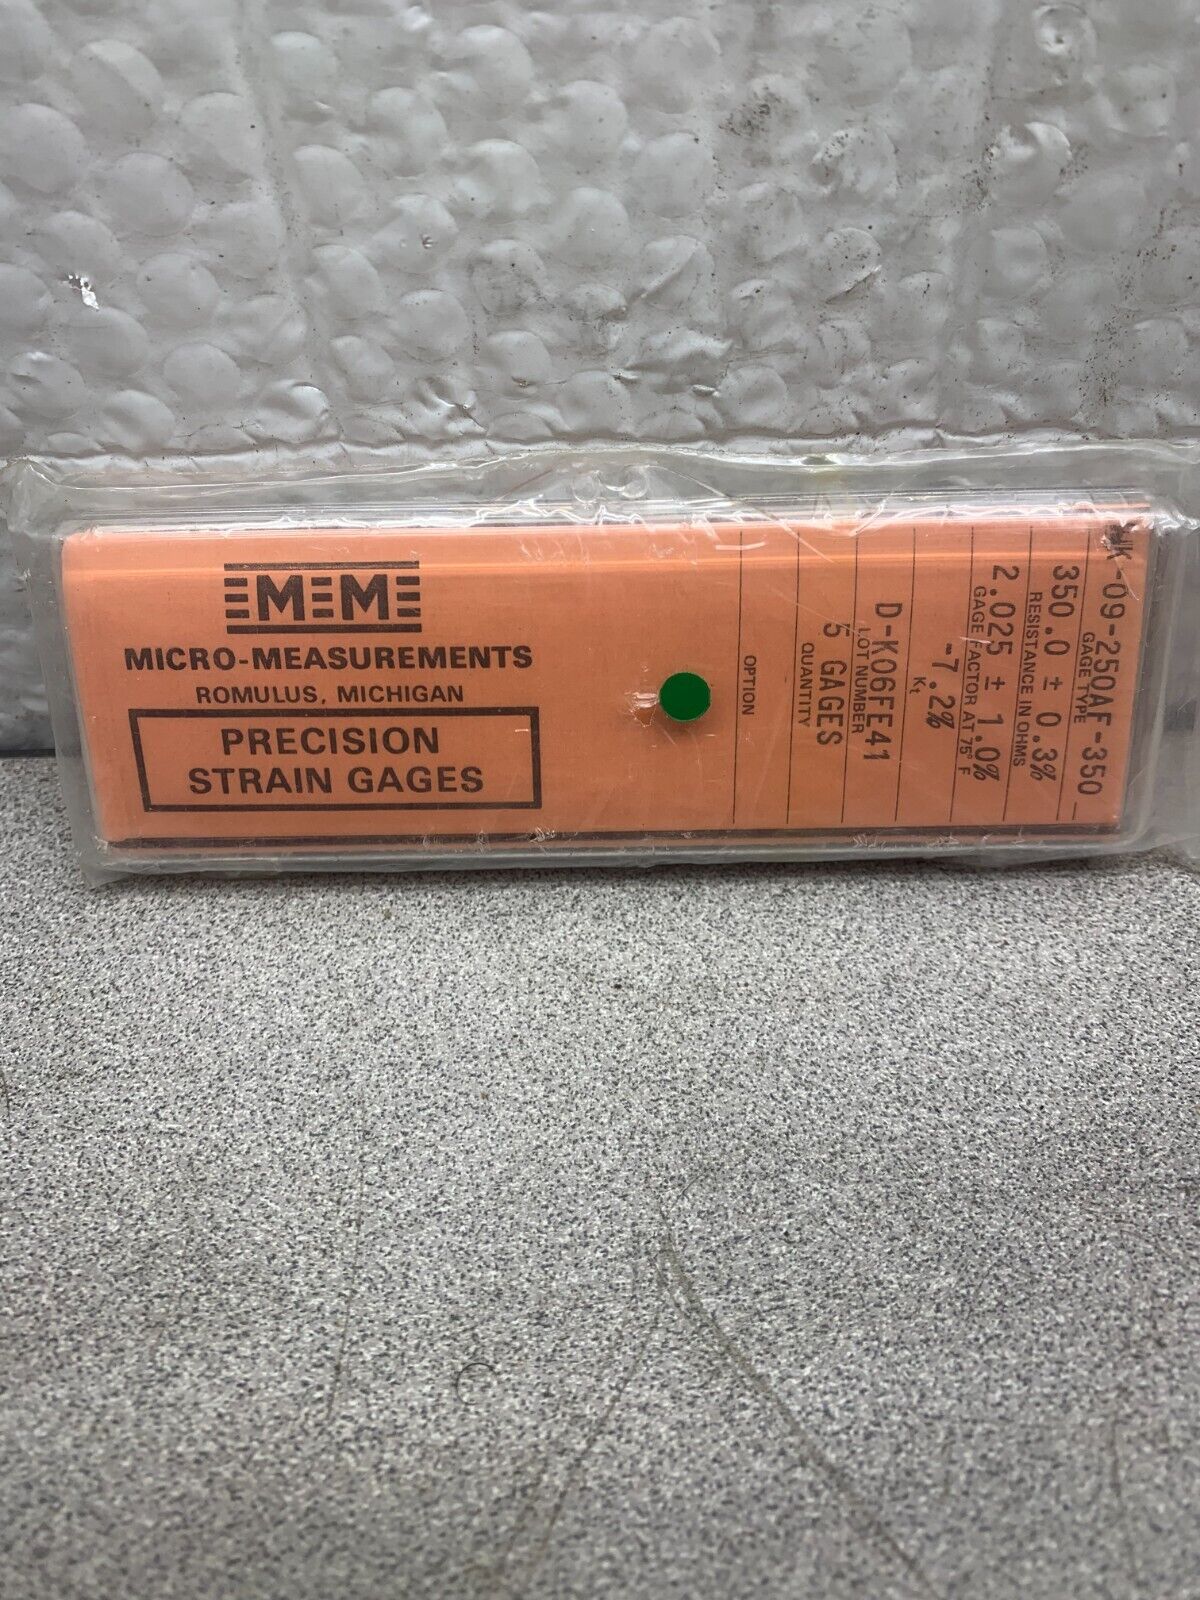 M-M
MICRO-MEASUREMENTS
ROMULUS, MICHIGAN
PRECISION
STRAIN GAGES
-09-250AF-350
GAGE TYPE
350.0 ± 0.3%
RESISTANCE IN OHMS
2.025 ± 1.0%
GAGE FACTOR AT 75° F
-7.2%
Kt
D-K06FE41
LOT NUMBER
5 GAGES
QUANTITY
OPTION